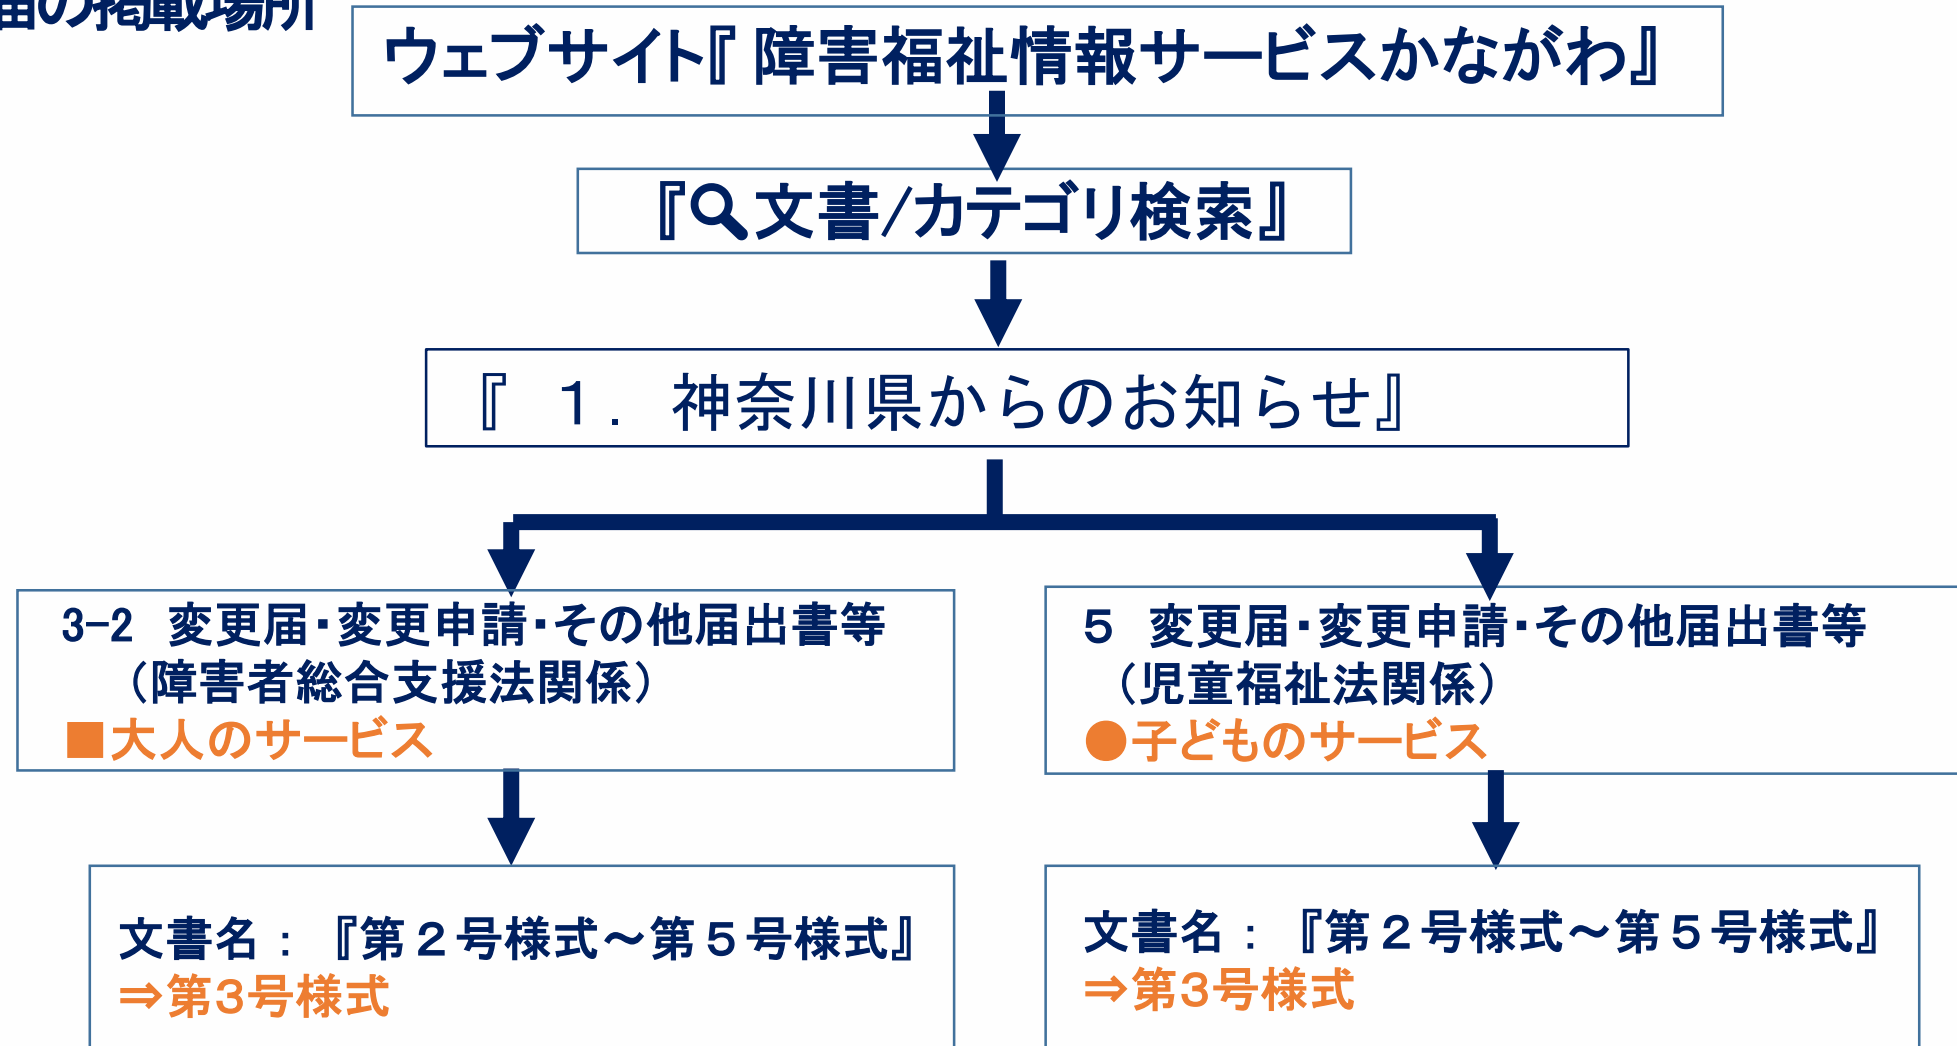 の掲載場所
ウェブサイト『障害福祉情報サービスかながわ』
『🔍文書/カテゴリ検索』
『 １． 神奈川県からのお知らせ』
3-2 変更届・変更申請・その他届出書等
（障害者総合支援法関係）
■大人のサービス
5 変更届・変更申請・その他届出書等
（児童福祉法関係）
●子どものサービス
文書名：『第２号様式～第５号様式』
⇒第3号様式
文書名：『第２号様式～第５号様式』
⇒第3号様式